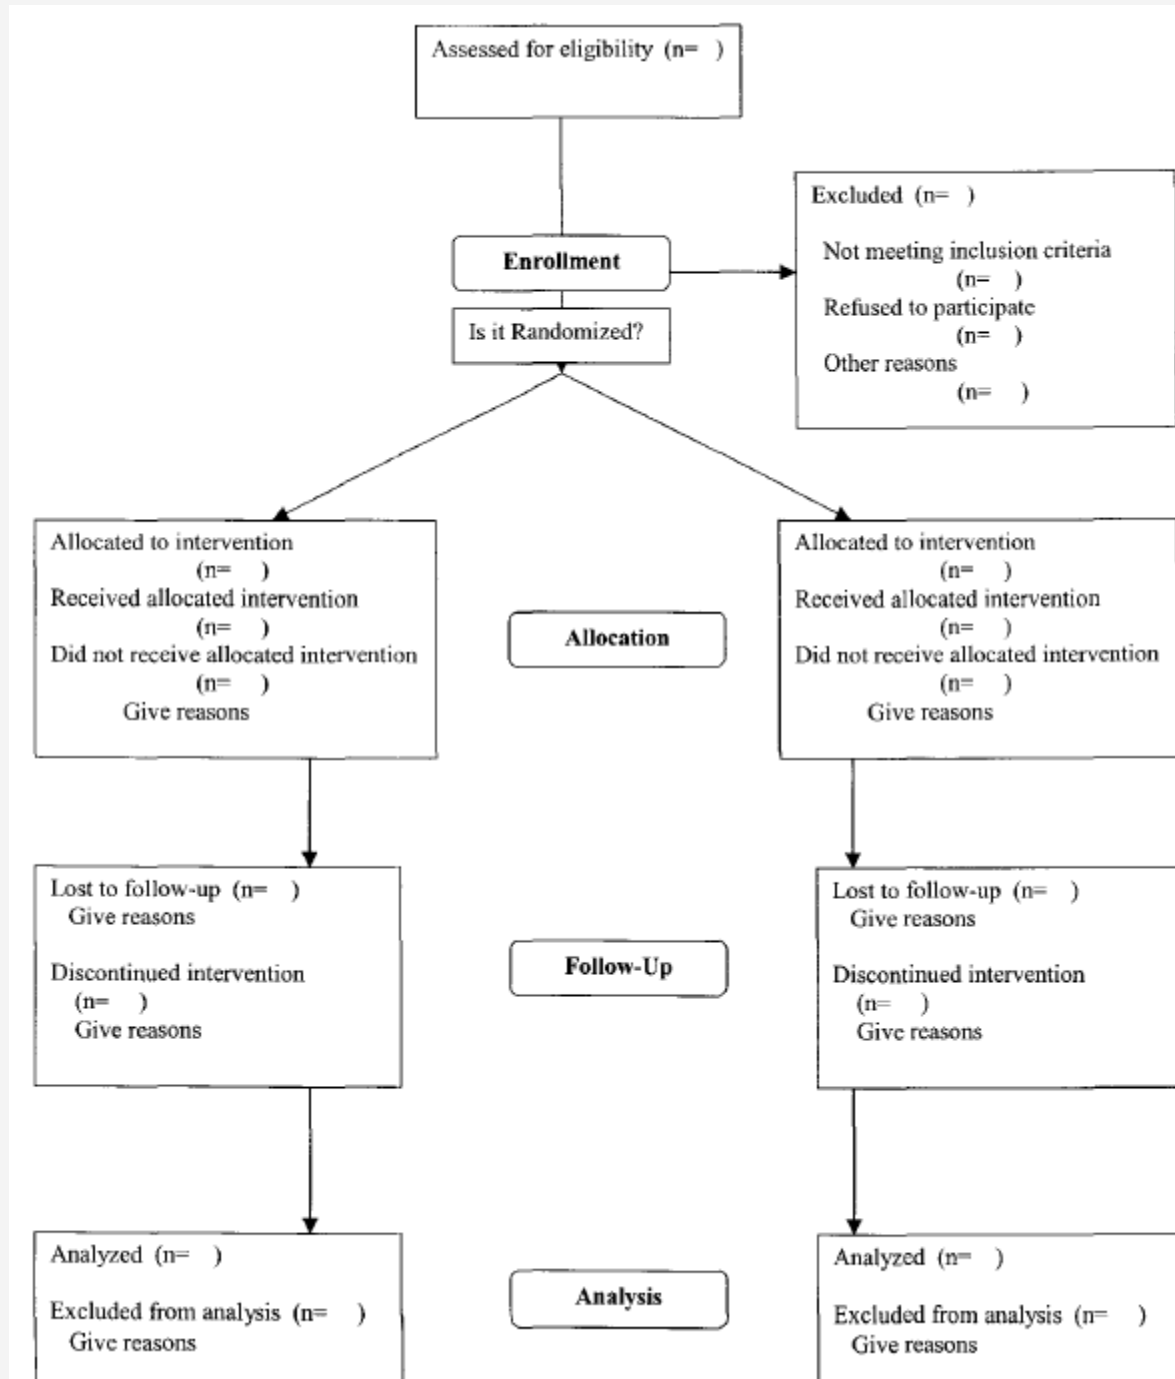 Assessed for eligibility (n=   )
Excluded (n=   )
Enrollment
Not meeting inclusion criteria
(n=   )
Refused to participate
(n=   )
Other reasons
(n=   )
Is it Randomized?
Allocated to intervention
(n=   )
Received allocated intervention
(n=   )
Did not receive allocated intervention
(n=   )
Give reasons
Allocation
Allocated to intervention
(n=   )
Received allocated intervention
(n=   )
Did not receive allocated intervention
(n=   )
Give reasons
Lost to follow-up (n=   )
Give reasons
Discontinued intervention
(n=   )
Give reasons
Follow-Up
Lost to follow-up (n=   )
Give reasons
Discontinued intervention
(n=   )
Give reasons
Analyzed (n=   )
Excluded from analysis (n=   )
Give reasons
Analysis
Analyzed (n=   )
Excluded from analysis (n=   )
Give reasons